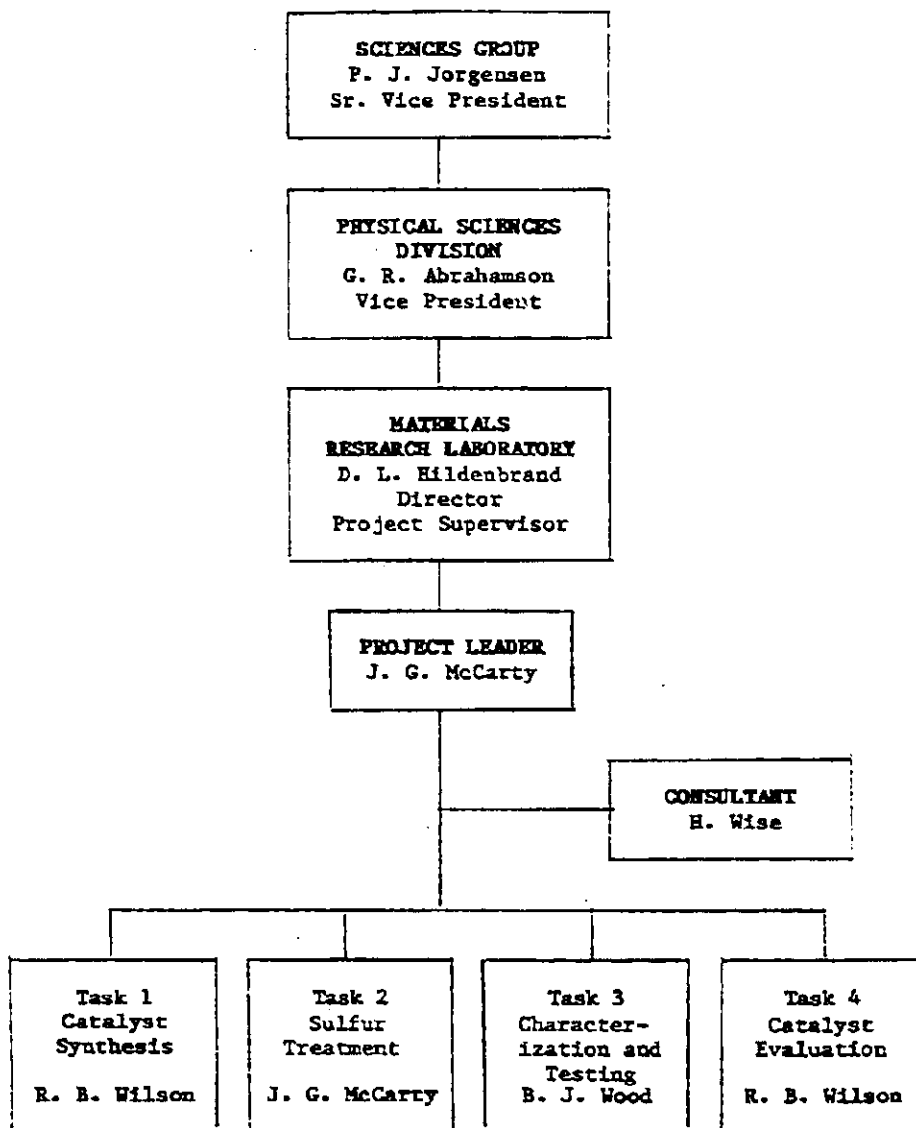 SCIENCES GROUP
P. J. Jorgensen
Sr. Vice President
PHYSICAL SCIENCES
DIVISION
G. R. Abrahamson
Vice President
MATERIALS
RESEARCH LABORATORY
D. L. Hildenbrand
Director
Project Supervisor
PROJECT LEADER
J. G. McCarty
CONSULTANT
H. Wise
Task 1
Catalyst
Synthesis
R. B. Wilson
Task 2
Sulfur
Treatment
J. G. McCarty
Task 3
Character-
ization and
Testing
B. J. Wood
Task 4
Catalyst
Evaluation
R. B. Wilson